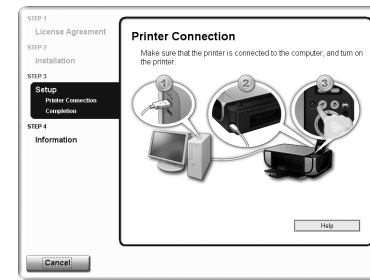 STEP 1
License Agreement
STEP 2
Installation
STEP 3
Setup
Printer Connection
Completion
STEP 4
Information
Printer Connection
Make sure that the printer is connected to the computer, and turn on
the printer.
1
2
3
Help
Cancel